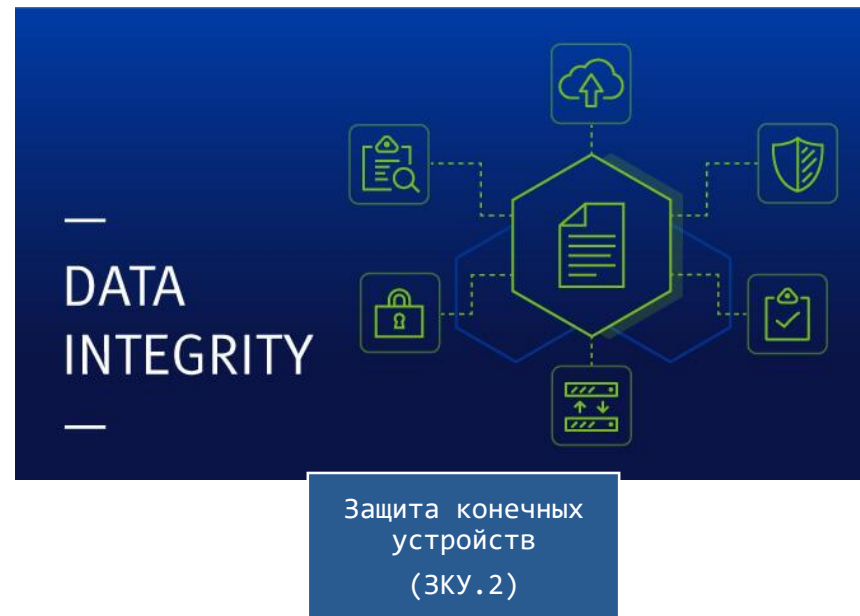 DATA
INTEGRITY
Защита конечных
устройств
(ЗКУ.2)